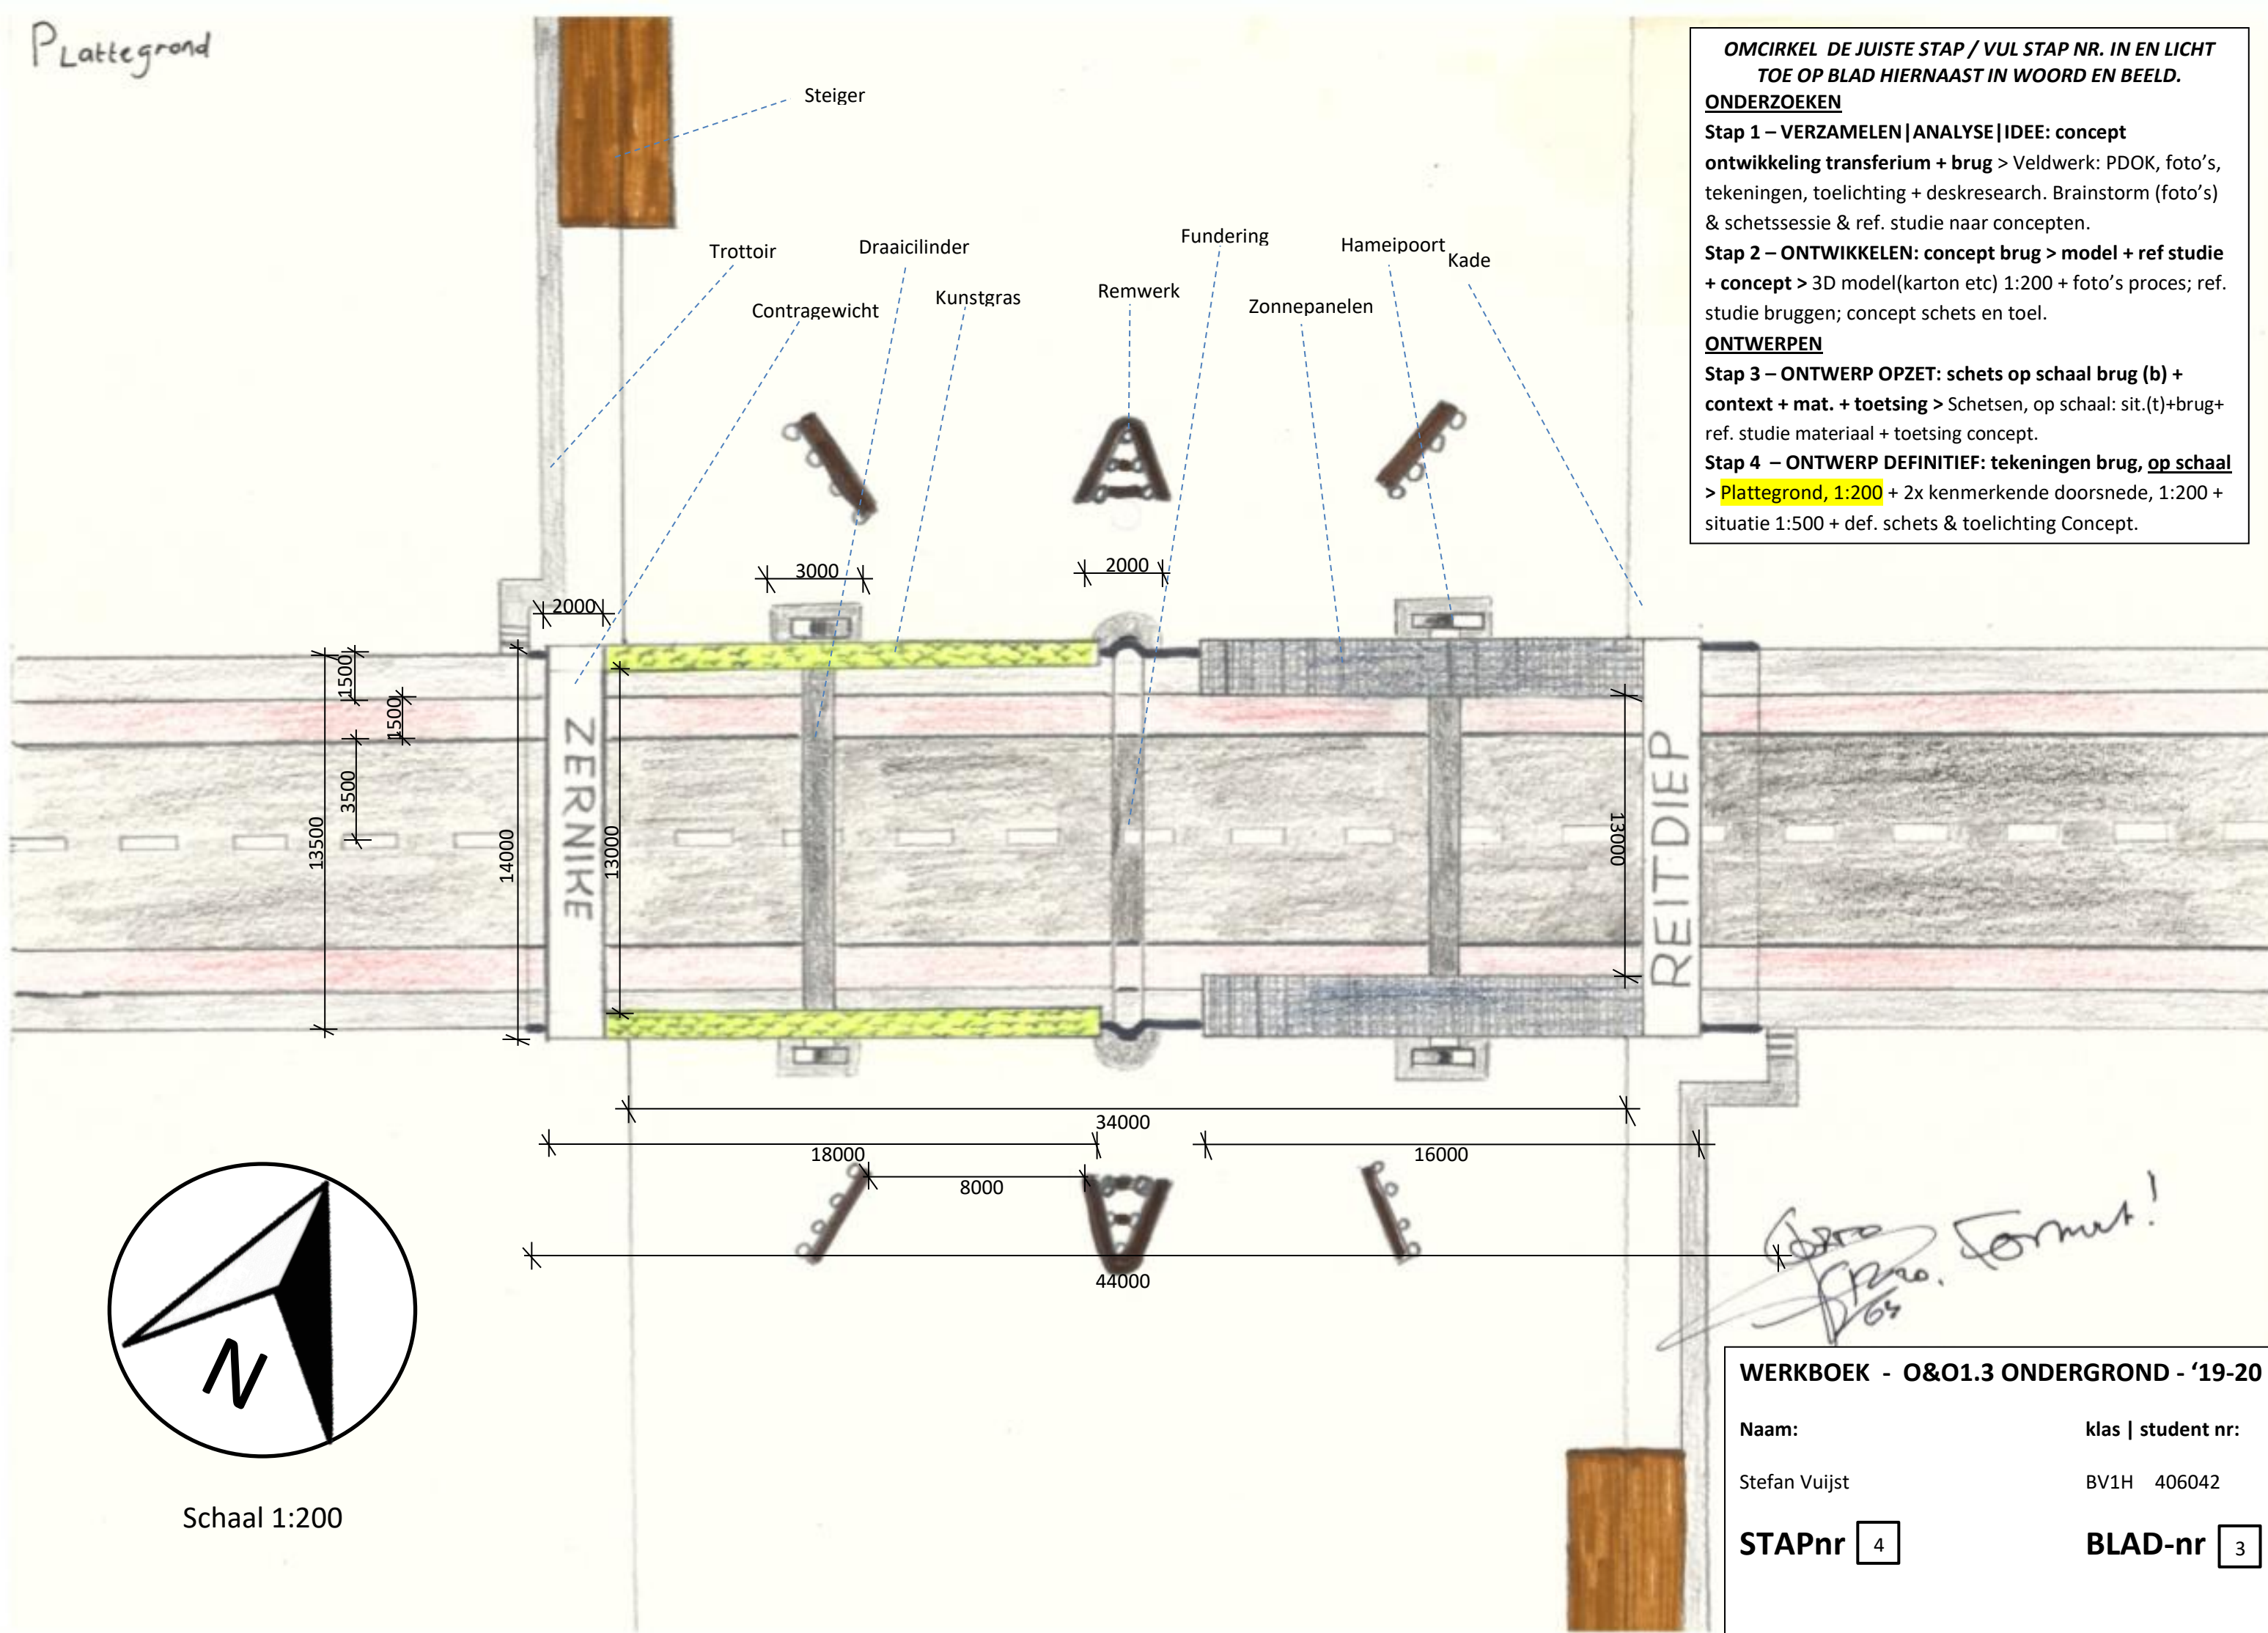 PLattegrond
OMCIRKEL DE JUISTE STAP / VUL STAP NR. IN EN LICHT
TOE OP BLAD HIERNAAST IN WOORD EN BEELD.
ONDERZOEKEN
Stap 1 – VERZAMELEN|ANALYSE|IDEE: concept
ontwikkeling transferium + brug > Veldwerk: PDOK, foto's,
tekeningen, toelichting + deskresearch. Brainstorm (foto's)
& schetssessie & ref. studie naar concepten.
Stap 2 – ONTWIKKELEN: concept brug > model + ref studie
+ concept > 3D model(karton etc) 1:200 + foto's proces; ref.
studie bruggen; concept schets en toel.
ONTWERPEN
Stap 3 – ONTWERP OPZET: schets op schaal brug (b) +
context + mat. + toetsing > Schetsen, op schaal: sit.(t)+brug+
ref. studie materiaal + toetsing concept.
Stap 4 – ONTWERP DEFINITIEF: tekeningen brug, op schaal
> Plattegrond, 1:200 + 2x kenmerkende doorsnede, 1:200 +
situatie 1:500 + def. schets & toelichting Concept.
Steiger
Trottoir
Draaicilinder
Fundering
Hameipoort
Kade
Contragewicht
Kunstgras
Remwerk
Zonnepanelen
3000
2000
2000
1500
1500
3500
13500
14000
13000
13000
ZERNIKE
REITDIEP
34000
18000
16000
8000
44000
N
Schaal 1:200
Format!
WERKBOEK - O&O1.3 ONDERGROND - ‘19-20
Naam:
klas | student nr:
Stefan Vuijst
BV1H 406042
STAPnr 4
BLAD-nr 3